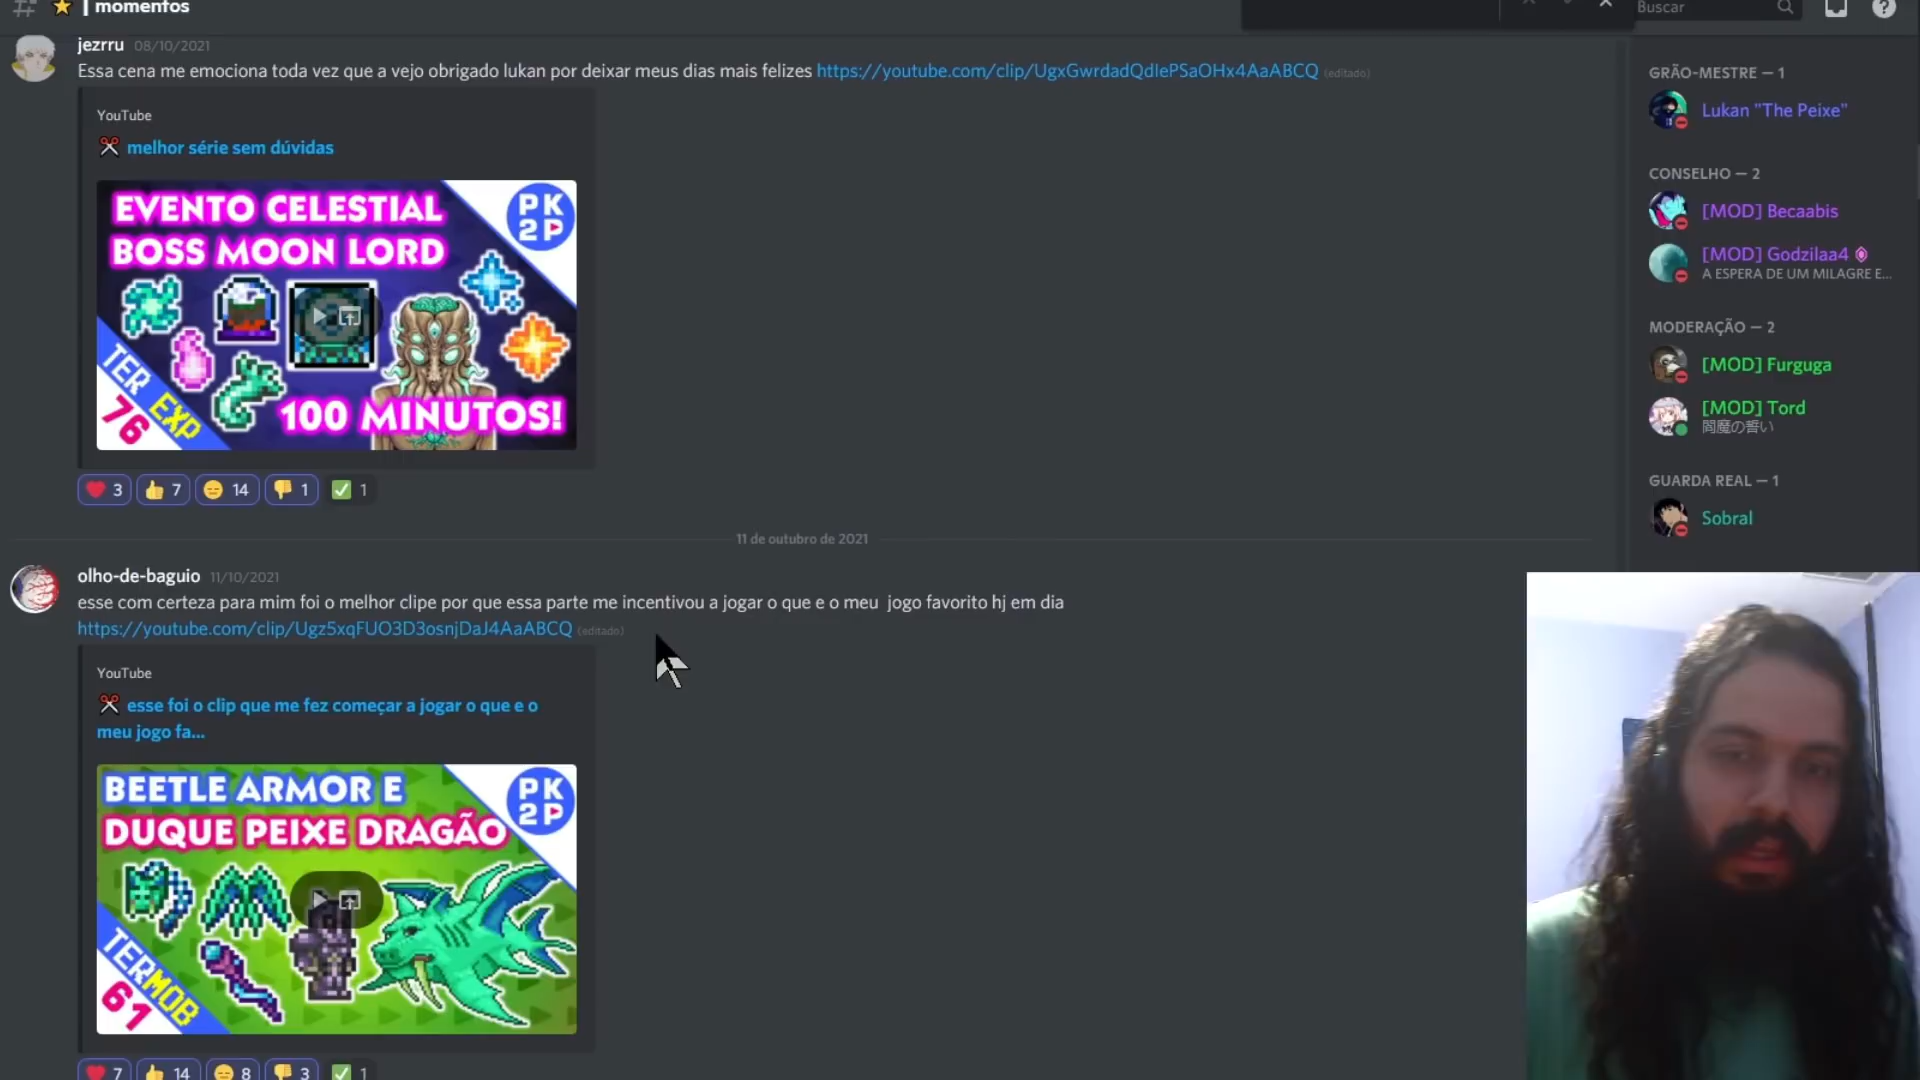 | momentos
Buscar
jezrru 08/10/2021
Essa cena me emociona toda vez que a vejo obrigado lukan por deixar meus dias mais felizes https://youtube.com/clip/UgxGwrdadQdlePSaOHx4AaABCQ (editado)
YouTube
melhor série sem dúvidas
EVENTO CELESTIAL
BOSS MOON LORD
PK
2P
TER EXP
76
100 MINUTOS!
3 7 14 1 1
11 de outubro de 2021
olho-de-baguio 11/10/2021
esse com certeza para mim foi o melhor clipe por que essa parte me incentivou a jogar o que e o meu jogo favorito hj em dia
https://youtube.com/clip/Ugz5xqFUO3D3osnjDaJ4AaABCQ (editado)
YouTube
esse foi o clip que me fez começar a jogar o que e o
meu jogo fa...
BEETLE ARMOR E
DUQUE PEIXE DRAGÃO
PK
2P
TERMOB
61
7 14 8 3 1
GRÃO-MESTRE — 1
Lukan "The Peixe"
CONSELHO — 2
[MOD] Becaabis
[MOD] Godzilaa4
A ESPERA DE UM MILAGRE E...
MODERAÇÃO — 2
[MOD] Furguga
[MOD] Tord
閻魔の誓い
GUARDA REAL — 1
Sobral